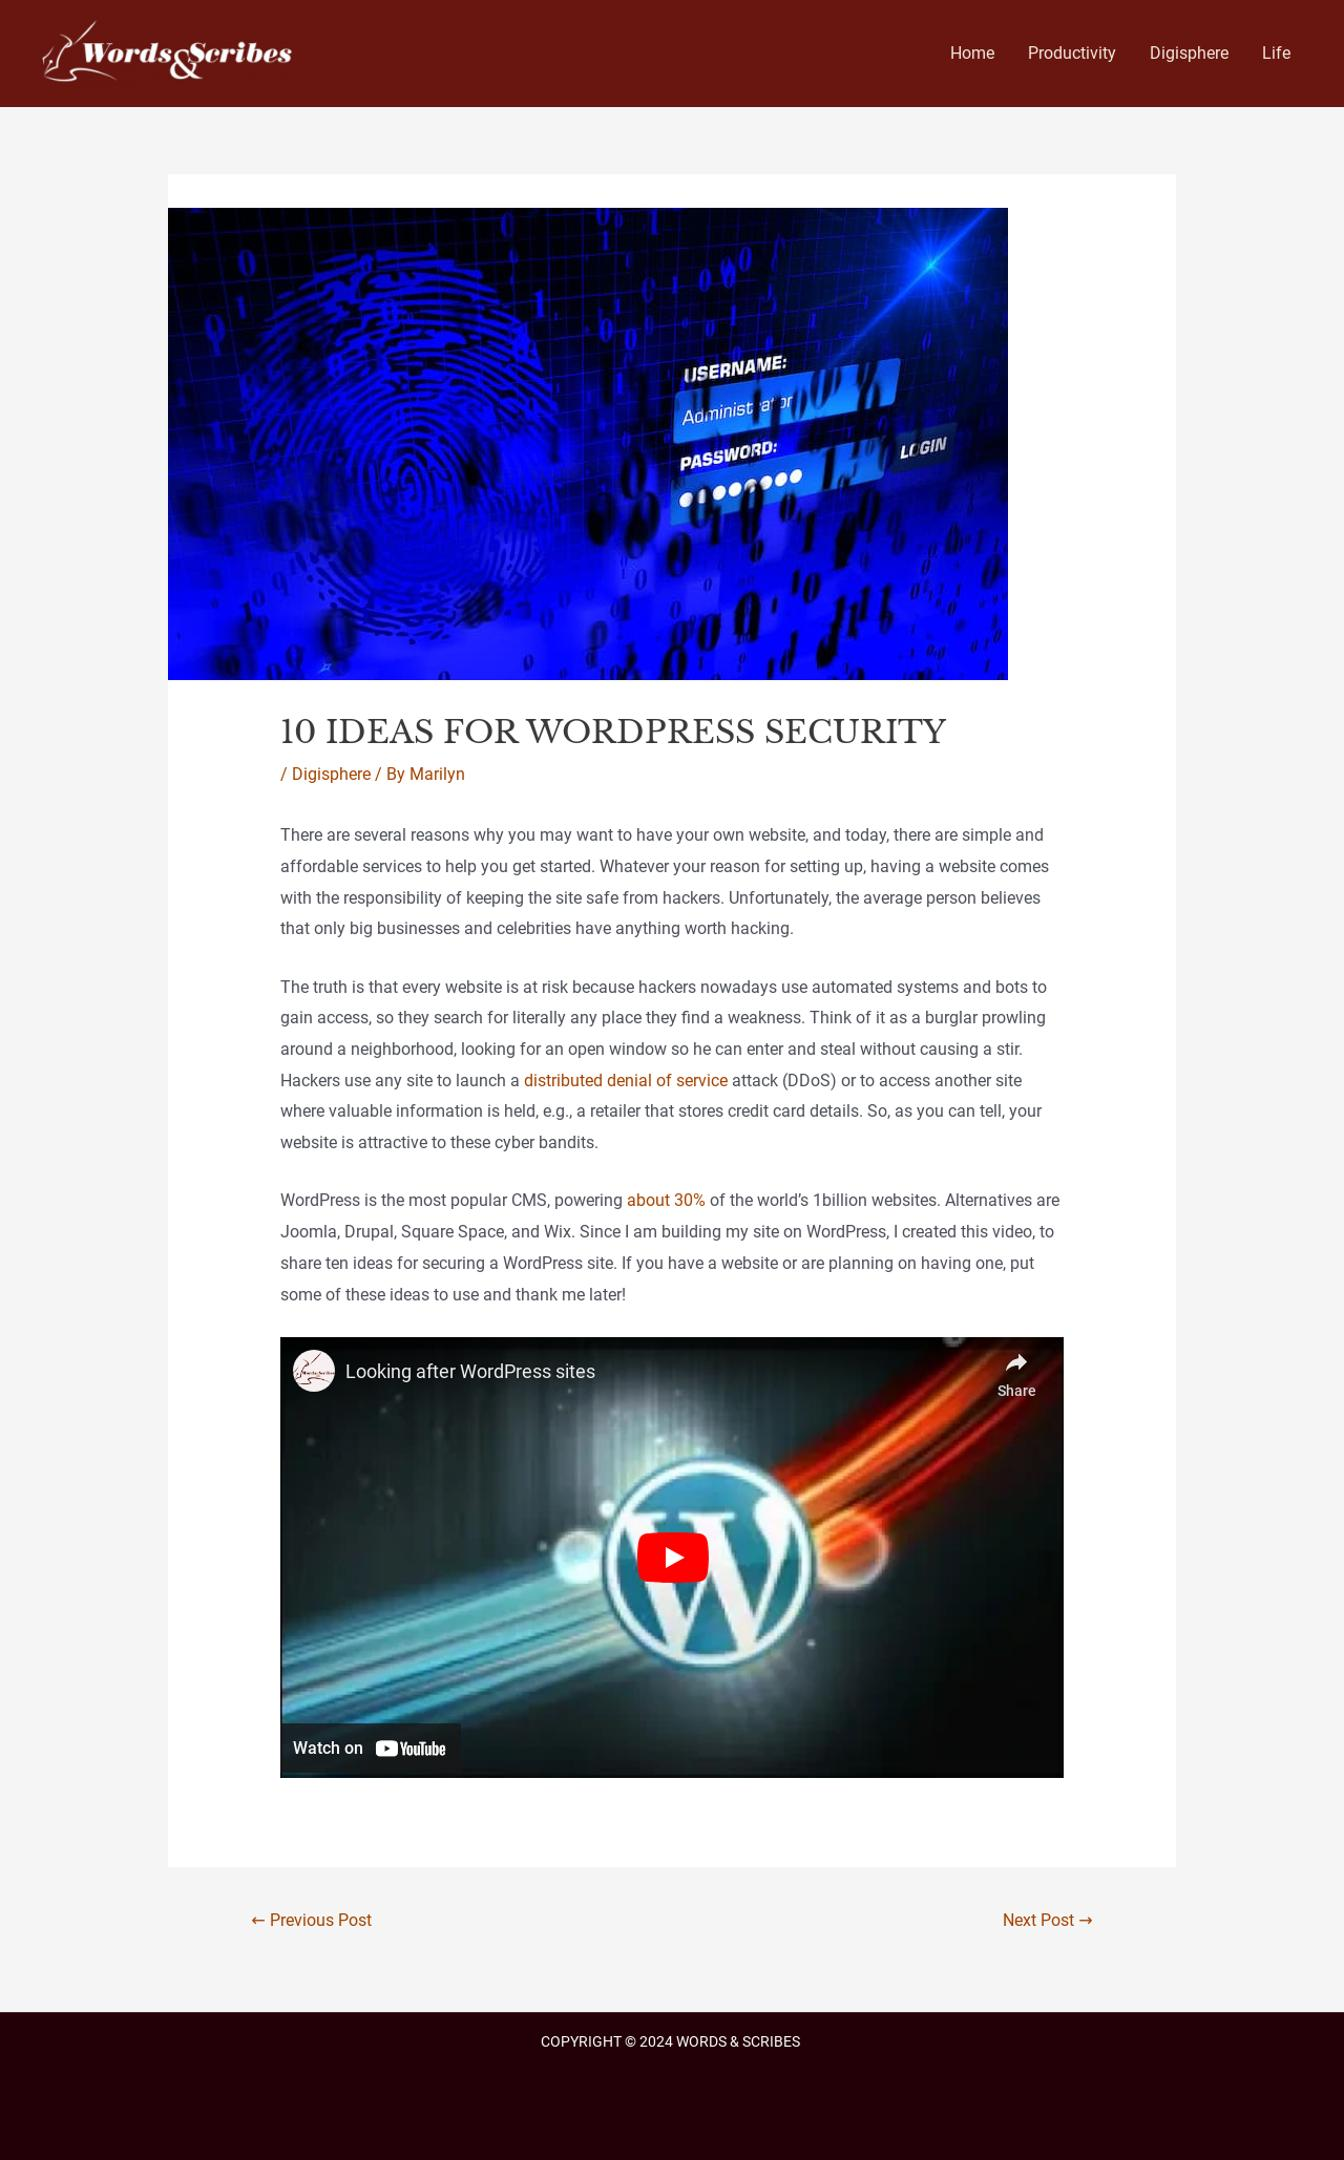 Words&Scribes
Home Productivity Digisphere Life
USERNAME:
Administrator
PASSWORD:
LOGIN
10 IDEAS FOR WORDPRESS SECURITY
/ Digisphere / By Marilyn
There are several reasons why you may want to have your own website, and today, there are simple and
affordable services to help you get started. Whatever your reason for setting up, having a website comes
with the responsibility of keeping the site safe from hackers. Unfortunately, the average person believes
that only big businesses and celebrities have anything worth hacking.
The truth is that every website is at risk because hackers nowadays use automated systems and bots to
gain access, so they search for literally any place they find a weakness. Think of it as a burglar prowling
around a neighborhood, looking for an open window so he can enter and steal without causing a stir.
Hackers use any site to launch a distributed denial of service attack (DDoS) or to access another site
where valuable information is held, e.g., a retailer that stores credit card details. So, as you can tell, your
website is attractive to these cyber bandits.
WordPress is the most popular CMS, powering about 30% of the world’s 1billion websites. Alternatives are
Joomla, Drupal, Square Space, and Wix. Since I am building my site on WordPress, I created this video, to
share ten ideas for securing a WordPress site. If you have a website or are planning on having one, put
some of these ideas to use and thank me later!
Looking after WordPress sites
Share
Watch on YouTube
← Previous Post Next Post →
COPYRIGHT © 2024 WORDS & SCRIBES